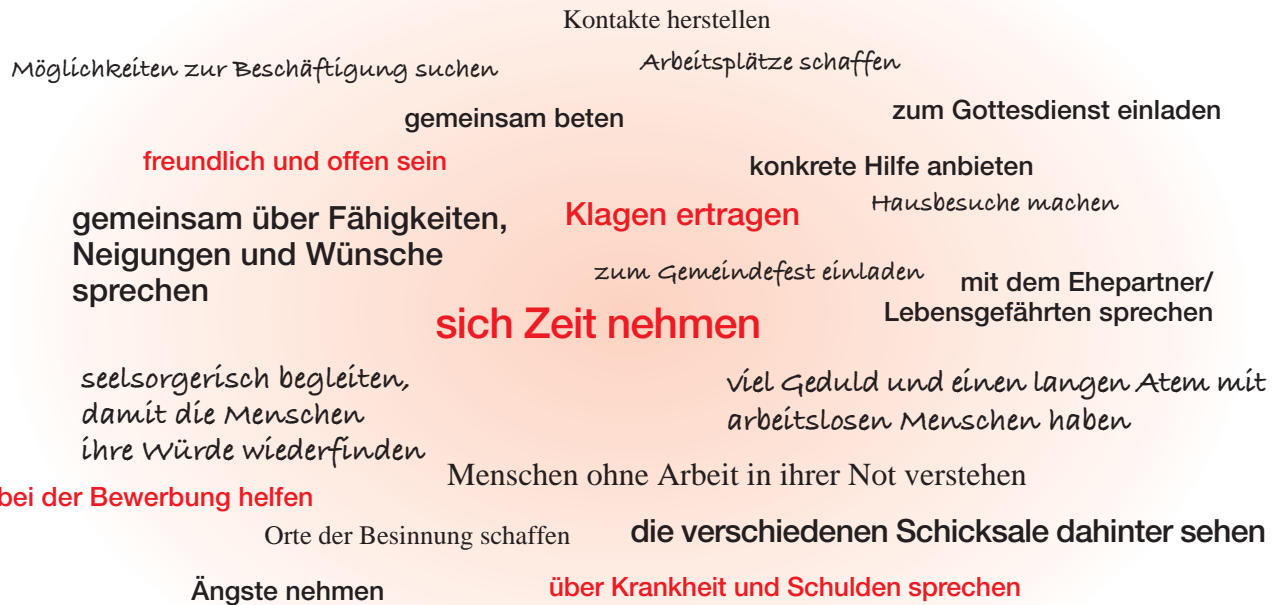 Kontakte herstellen
Möglichkeiten zur Beschäftigung suchen
Arbeitsplätze schaffen
gemeinsam beten
zum Gottesdienst einladen
freundlich und offen sein
konkrete Hilfe anbieten
gemeinsam über Fähigkeiten,
Neigungen und Wünsche
sprechen
Klagen ertragen
Hausbesuche machen
zum Gemeindefest einladen
mit dem Ehepartner/
Lebensgefährten sprechen
sich Zeit nehmen
seelsorgerisch begleiten,
damit die Menschen
ihre Würde wiederfinden
viel Geduld und einen langen Atem mit
arbeitslosen Menschen haben
Menschen ohne Arbeit in ihrer Not verstehen
bei der Bewerbung helfen
Orte der Besinnung schaffen
die verschiedenen Schicksale dahinter sehen
Ängste nehmen
über Krankheit und Schulden sprechen